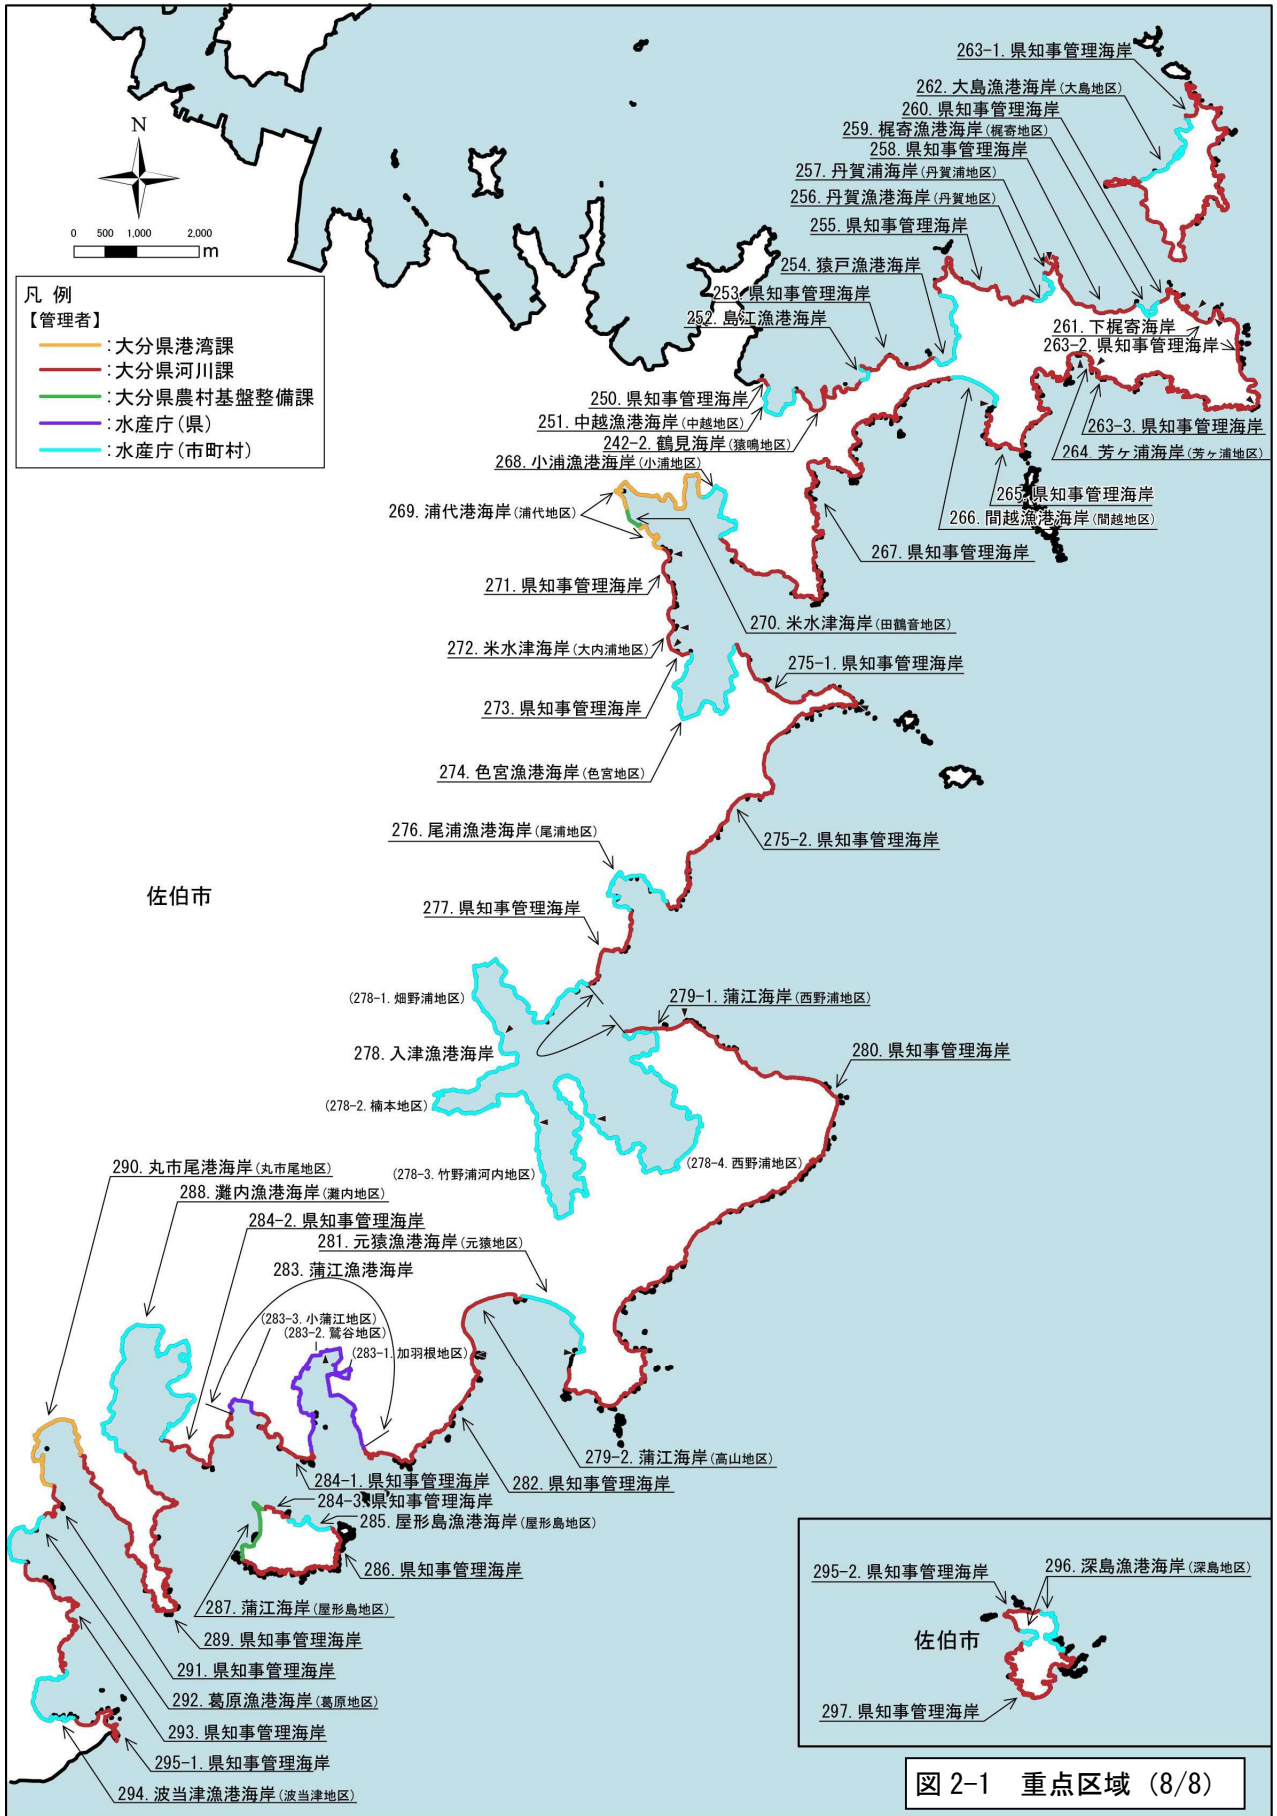 263-1. 県知事管理海岸
262. 大島漁港海岸(大島地区)
260. 県知事管理海岸
259. 梶寄漁港海岸(梶寄地区)
258. 県知事管理海岸
257. 丹賀浦海岸(丹賀浦地区)
256. 丹賀漁港海岸(丹賀地区)
255. 県知事管理海岸
254. 猿戸漁港海岸
253. 県知事管理海岸
252. 島江漁港海岸
N
0 500 1,000 2,000
m
凡 例
【管理者】
:大分県港湾課
:大分県河川課
:大分県農村基盤整備課
:水産庁(県)
:水産庁(市町村)
261. 下梶寄海岸
263-2. 県知事管理海岸
250. 県知事管理海岸
251. 中越漁港海岸(中越地区)
242-2. 鶴見海岸(猿鳴地区)
263-3. 県知事管理海岸
264. 芳ヶ浦海岸(芳ヶ浦地区)
268. 小浦漁港海岸(小浦地区)
265. 県知事管理海岸
266. 間越漁港海岸(間越地区)
269. 浦代港海岸(浦代地区)
267. 県知事管理海岸
271. 県知事管理海岸
270. 米水津海岸(田鶴音地区)
272. 米水津海岸(大内浦地区)
275-1. 県知事管理海岸
273. 県知事管理海岸
274. 色宮漁港海岸(色宮地区)
276. 尾浦漁港海岸(尾浦地区)
275-2. 県知事管理海岸
佐伯市
277. 県知事管理海岸
(278-1. 畑野浦地区)
279-1. 蒲江海岸(西野浦地区)
278. 入津漁港海岸
280. 県知事管理海岸
(278-2. 楠本地区)
(278-3. 竹野浦河内地区)
(278-4. 西野浦地区)
290. 丸市尾港海岸(丸市尾地区)
288. 灘内漁港海岸(灘内地区)
284-2. 県知事管理海岸
281. 元猿漁港海岸(元猿地区)
283. 蒲江漁港海岸
(283-3. 小蒲江地区)
(283-2. 鷲谷地区)
(283-1. 加羽根地区)
279-2. 蒲江海岸(高山地区)
284-1. 県知事管理海岸
282. 県知事管理海岸
284-3. 県知事管理海岸
285. 屋形島漁港海岸(屋形島地区)
286. 県知事管理海岸
287. 蒲江海岸(屋形島地区)
289. 県知事管理海岸
291. 県知事管理海岸
292. 葛原漁港海岸(葛原地区)
293. 県知事管理海岸
295-1. 県知事管理海岸
294. 波当津漁港海岸(波当津地区)
295-2. 県知事管理海岸
296. 深島漁港海岸(深島地区)
佐伯市
297. 県知事管理海岸
図 2-1 重点区域 (8/8)